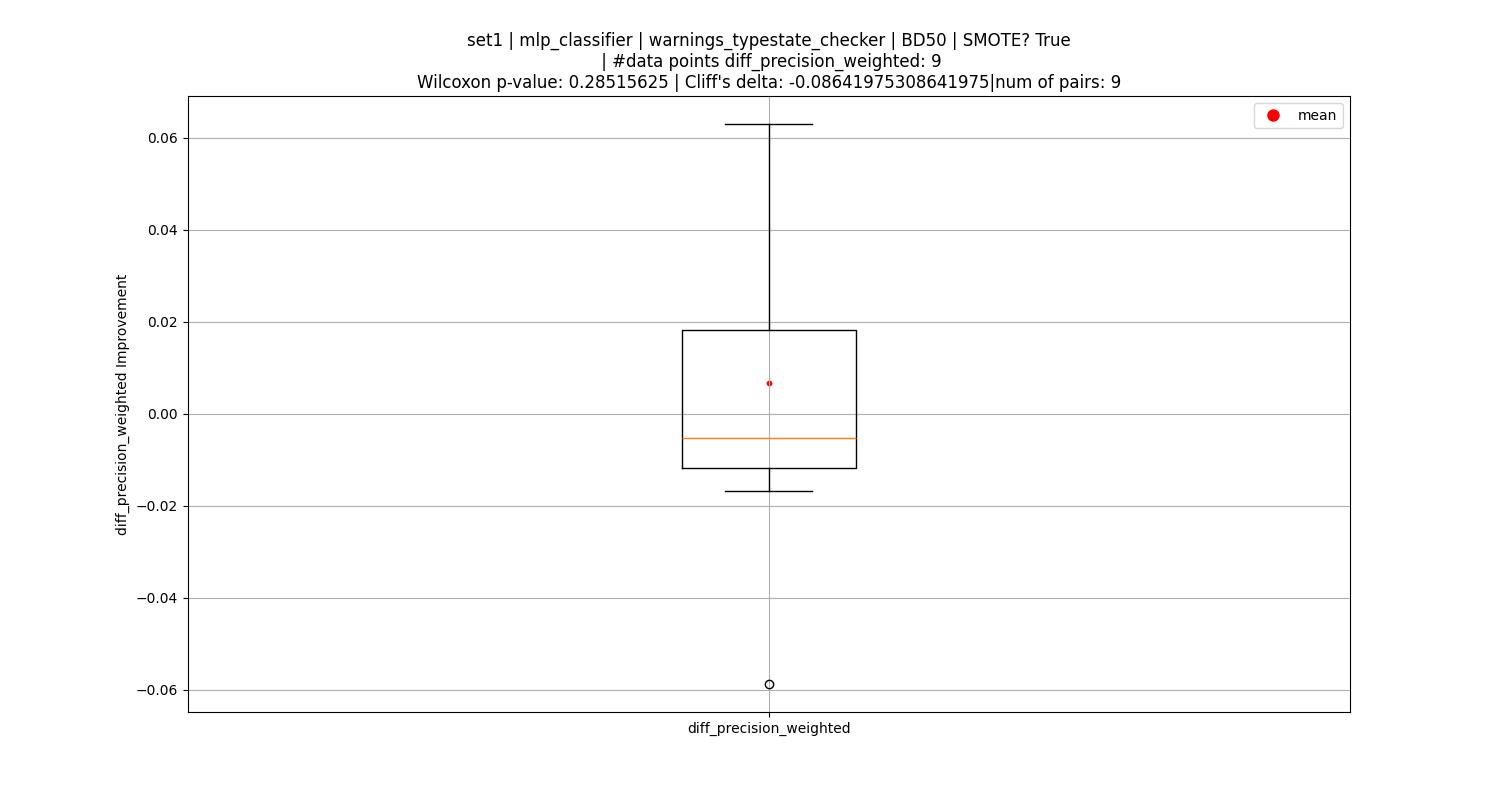 set1 | mlp_classifier | warnings_typestate_checker | BD50 | SMOTE? True
| #data points diff_precision_weighted: 9
Wilcoxon p-value: 0.28515625 | Cliff's delta: -0.08641975308641975|num of pairs: 9
mean
0.06
0.04
0.02
0.00
−0.02
−0.04
−0.06
diff_precision_weighted Improvement
diff_precision_weighted